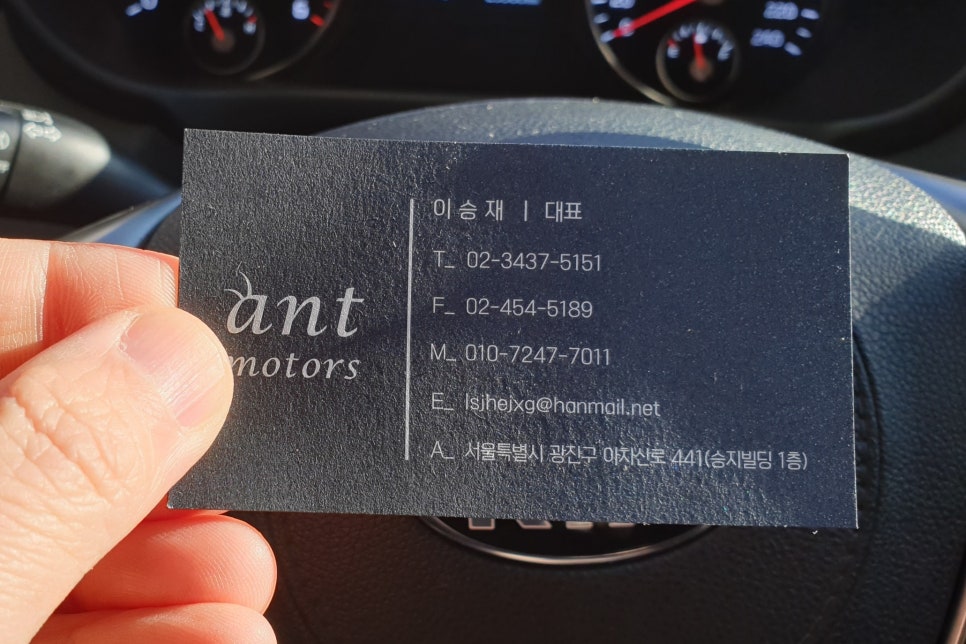 ant
motors
이승재 | 대표
T_ 02-3437-5151
F_ 02-454-5189
M_ 010-7247-7011
E_ lsjhejxg@hanmail.net
A_ 서울특별시 광진구 아차산로 441(승지빌딩 1층)
220
240